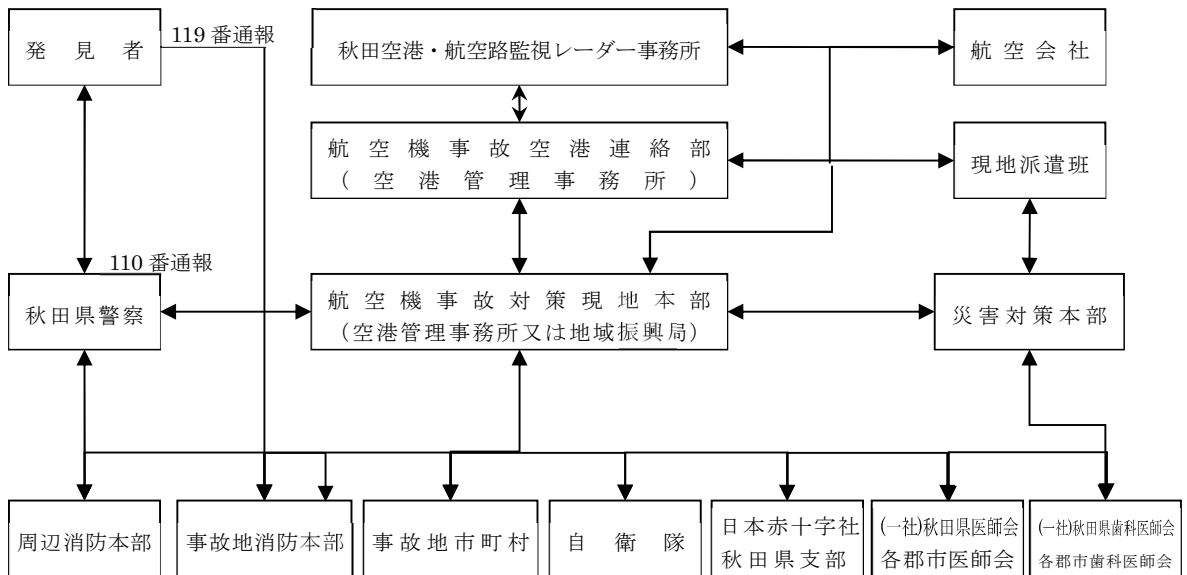 発見者
119 番通報
秋田空港・航空路監視レーダー事務所
航空会社
航空機事故空港連絡部
(空港管理事務所)
現地派遣班
110 番通報
秋田県警察
航空機事故対策現地本部
(空港管理事務所又は地域振興局)
災害対策本部
周辺消防本部
事故地消防本部
事故地市町村
自衛隊
日本赤十字社
秋田県支部
(一社)秋田県医師会
各郡市医師会
(一社)秋田県歯科医師会
各郡市歯科医師会